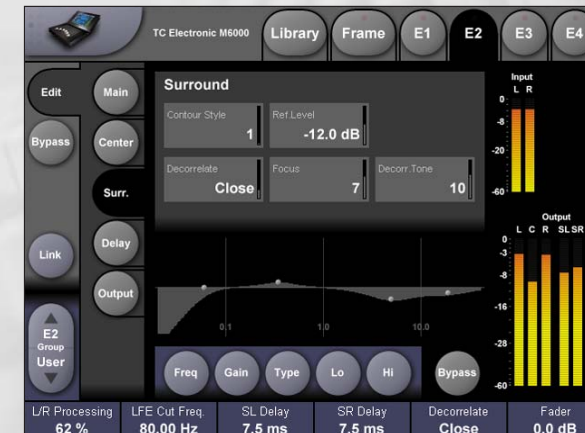 TC Electronic M6000
Library
Frame
E1
E2
E3
E4
Edit
Bypass
Link
E2
Group
User
Main
Center
Surr.
Delay
Output
Surround
Contour Style
1
Ref.Level
-12.0 dB
Decorrelate
Close
Focus
7
Decorr.Tone
10
0.1
1.0
10.0
Freq
Gain
Type
Lo
Hi
Bypass
Input
L R
0
-8
-20
-60
Output
L C R SL SR
0
-3
-8
-16
-28
-60
L/R Processing
62 %
LFE Cut Freq.
80.00 Hz
SL Delay
7.5 ms
SR Delay
7.5 ms
Decorrelate
Close
Fader
0.0 dB